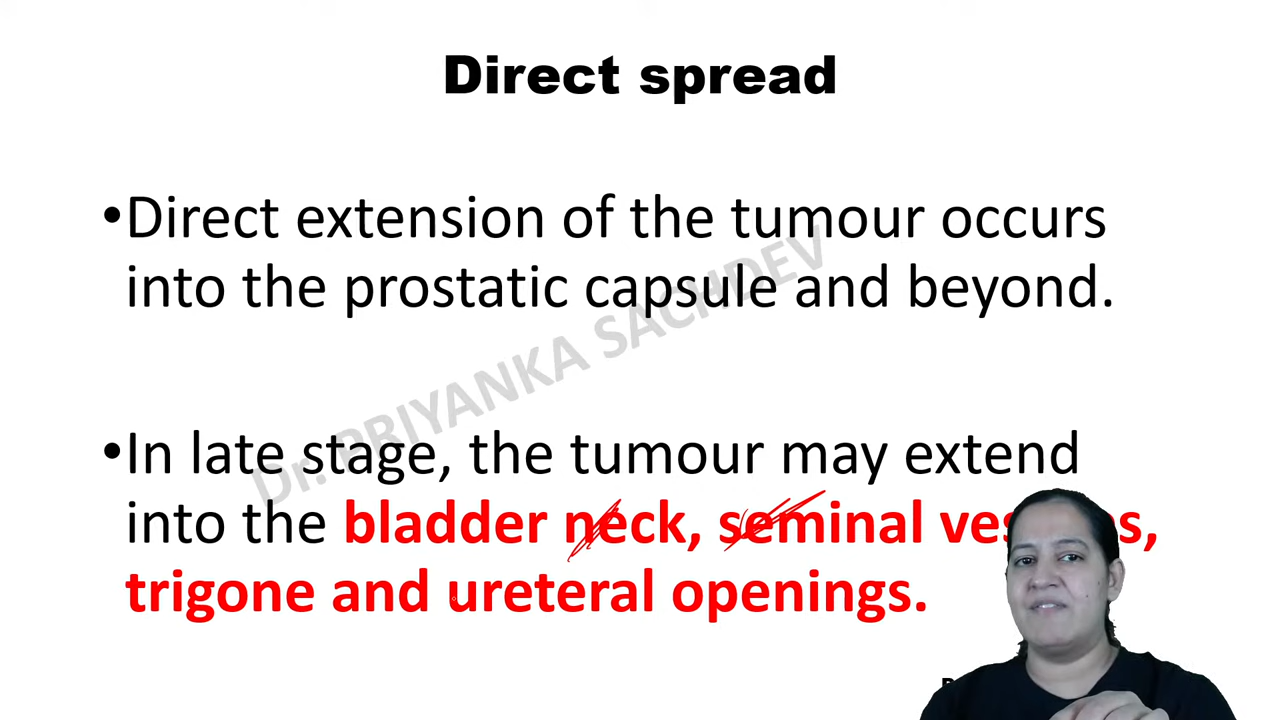 Direct spread
•Direct extension of the tumour occurs
into the prostatic capsule and beyond.
•In late stage, the tumour may extend
into the bladder neck, seminal
trigone and ureteral openings.
Dr. PRIYANKA SACHDEV